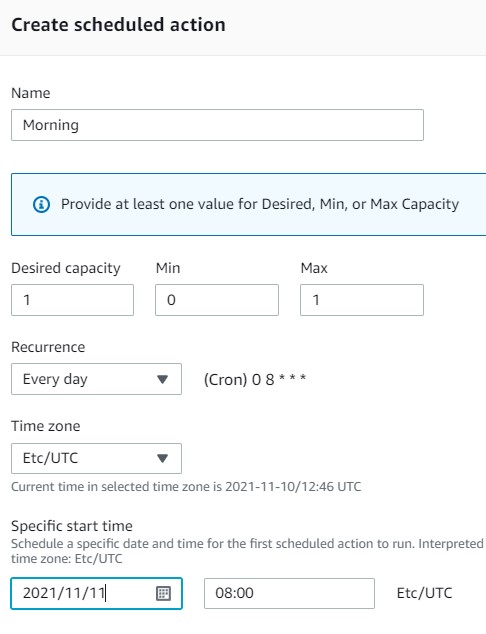 Create scheduled action
Name
Morning
Provide at least one value for Desired, Min, or Max Capacity
Desired capacity Min Max
1 0 1
Recurrence
Every day (Cron) 0 8 * * *
Time zone
Etc/UTC
Current time in selected time zone is 2021-11-10/12:46 UTC
Specific start time
Schedule a specific date and time for the first scheduled action to run. Interpreted
time zone: Etc/UTC
2021/11/11 08:00 Etc/UTC